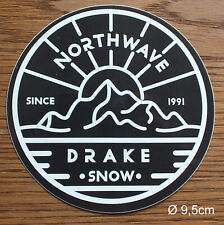 NORTHWAVE
SINCE 1991
DRAKE
• SNOW •
Ø 9,5cm